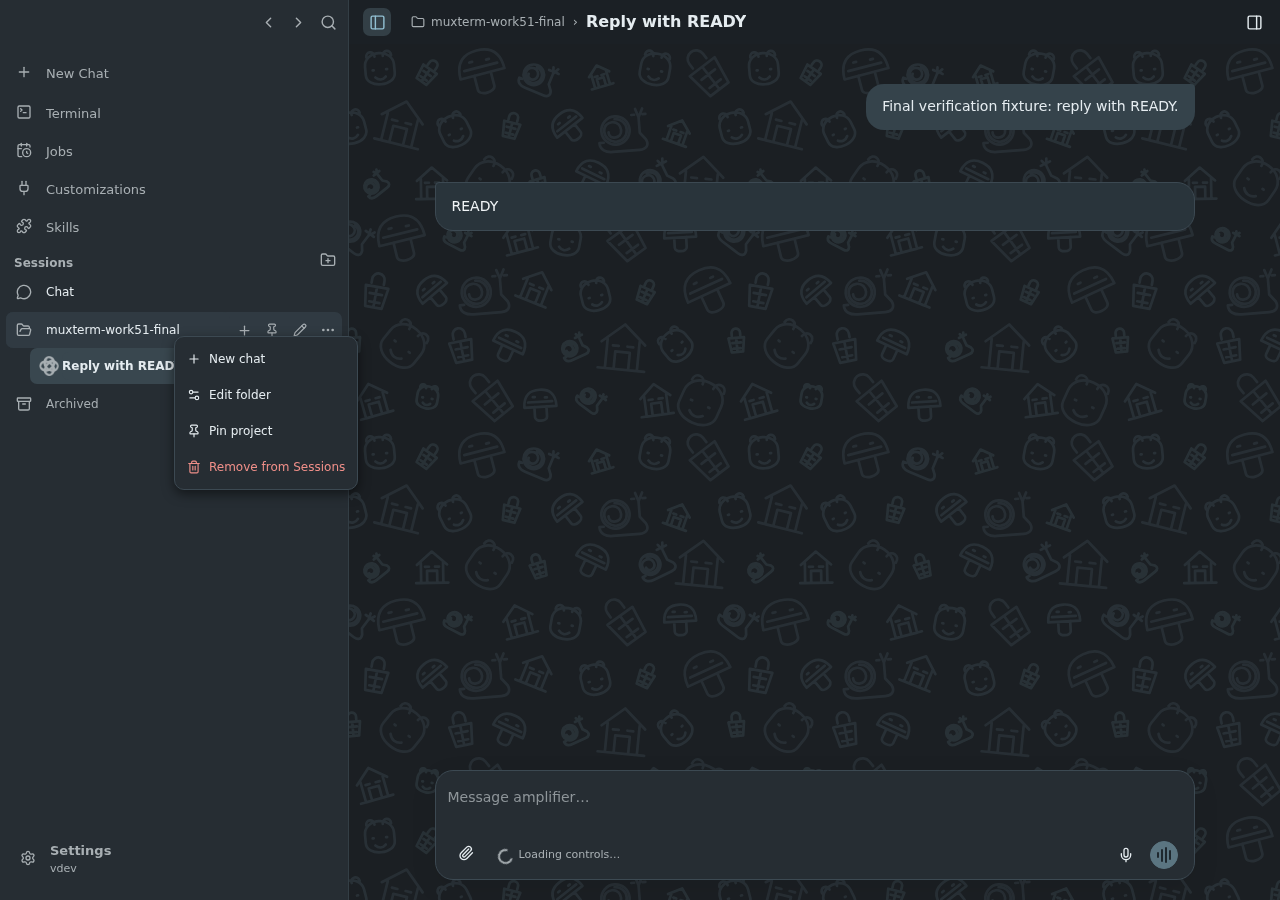 New Chat
Terminal
Jobs
Customizations
Skills
Sessions
Chat
muxterm-work51-final
Reply with READ
Archived
New chat
Edit folder
Pin project
Remove from Sessions
Settings
vdev
muxterm-work51-final › Reply with READY
Final verification fixture: reply with READY.
READY
Message amplifier…
Loading controls…